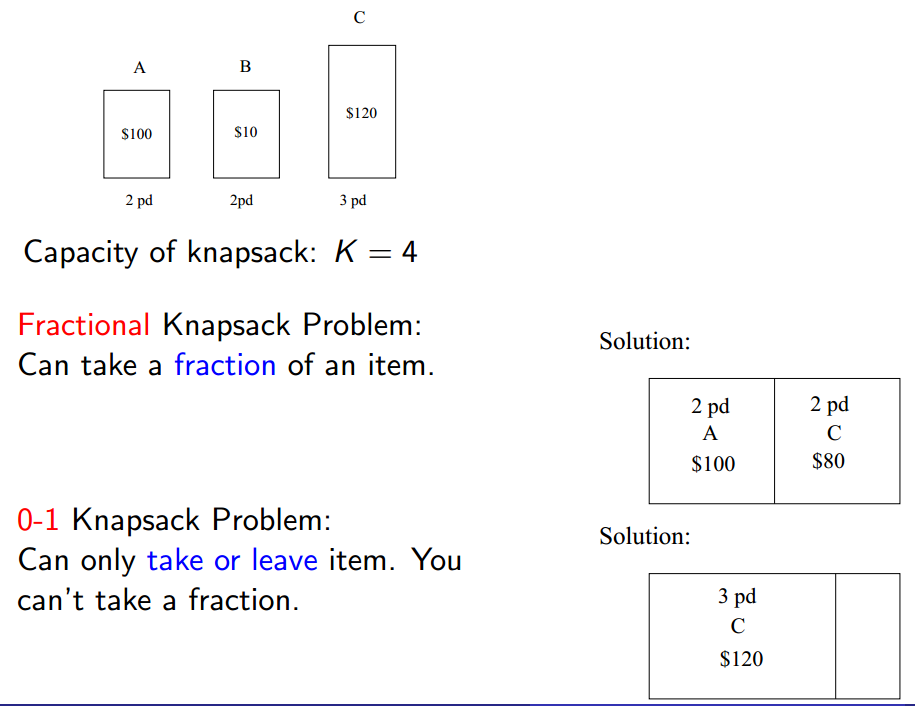 C
A B
$100 $10 $120
2 pd 2pd 3 pd
Capacity of knapsack: K = 4
Fractional Knapsack Problem:
Can take a fraction of an item.
Solution:
2 pd 2 pd
A C
$100 $80
0-1 Knapsack Problem:
Can only take or leave item. You
can't take a fraction.
Solution:
3 pd
C
$120